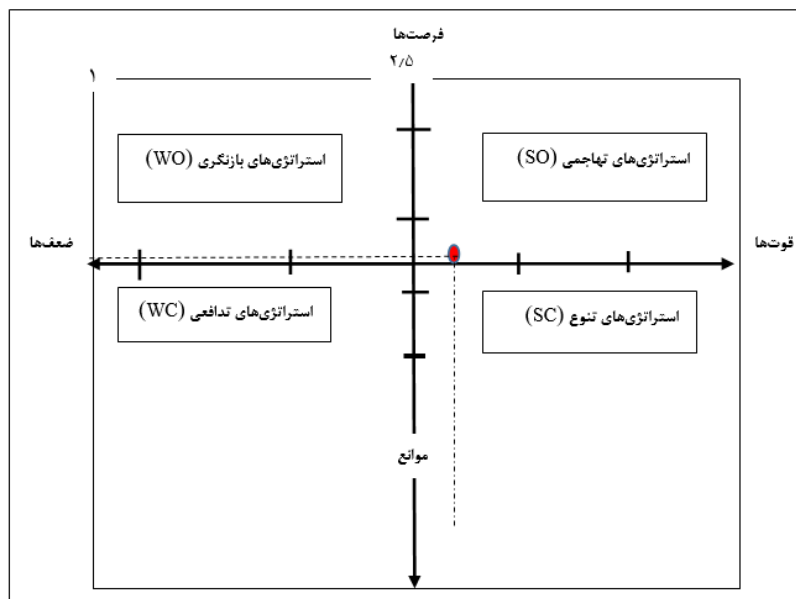 فرصت‌ها
۲٫۵
۱
استراتژی‌های تهاجمی (SO)
استراتژی‌های بازنگری (WO)
قوت‌ها
ضعف‌ها
استراتژی‌های تنوع (SC)
استراتژی‌های تدافعی (WC)
موانع